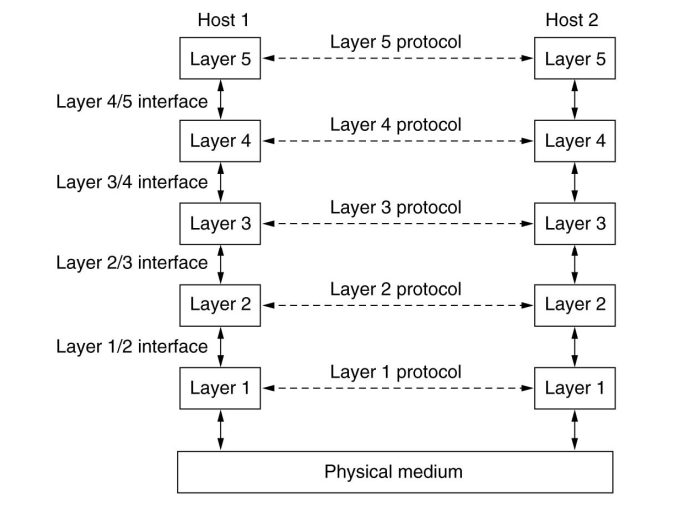 Host 1
Host 2
Layer 5
Layer 5 protocol
Layer 5
Layer 4/5 interface
Layer 4
Layer 4 protocol
Layer 4
Layer 3/4 interface
Layer 3
Layer 3 protocol
Layer 3
Layer 2/3 interface
Layer 2
Layer 2 protocol
Layer 2
Layer 1/2 interface
Layer 1
Layer 1 protocol
Layer 1
Physical medium